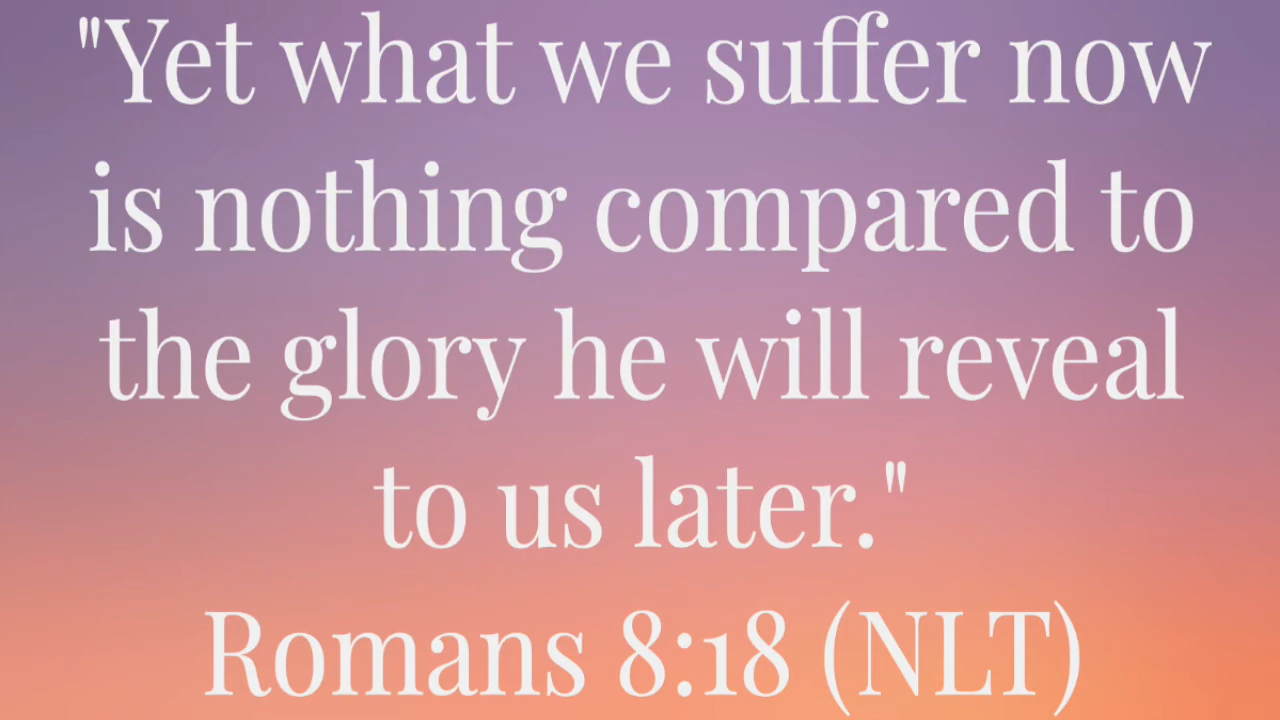 "Yet what we suffer now
is nothing compared to
the glory he will reveal
to us later."
Romans 8:18 (NLT)